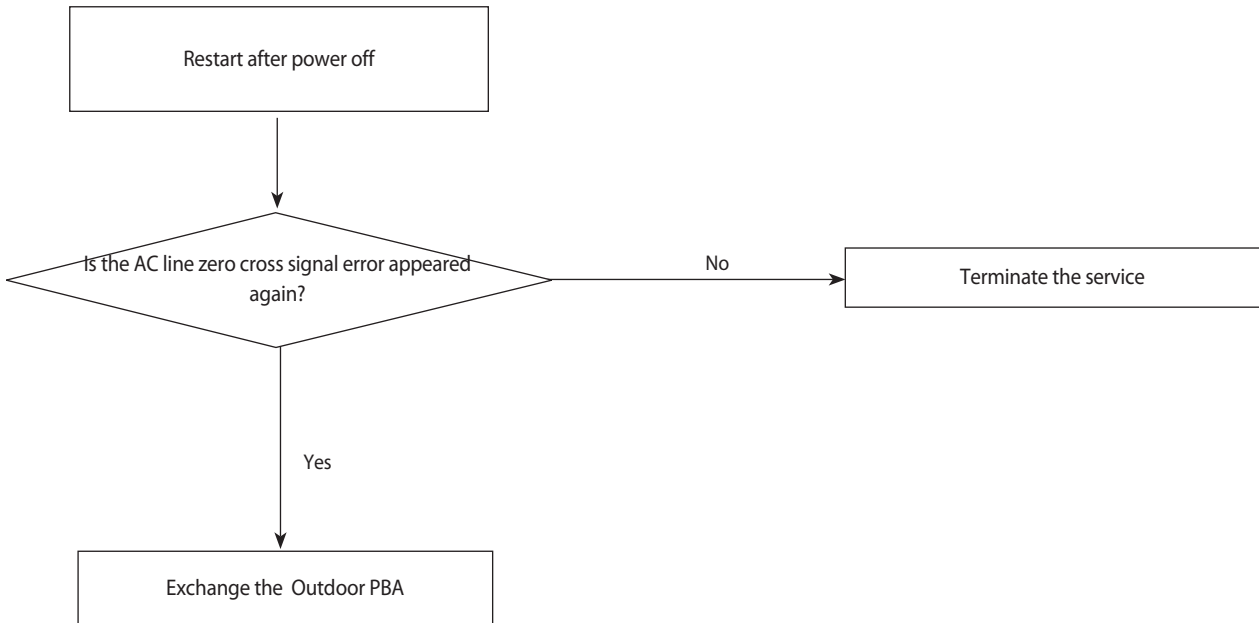 Restart after power off
Is the AC line zero cross signal error appeared
again?
No
Terminate the service
Yes
Exchange the Outdoor PBA